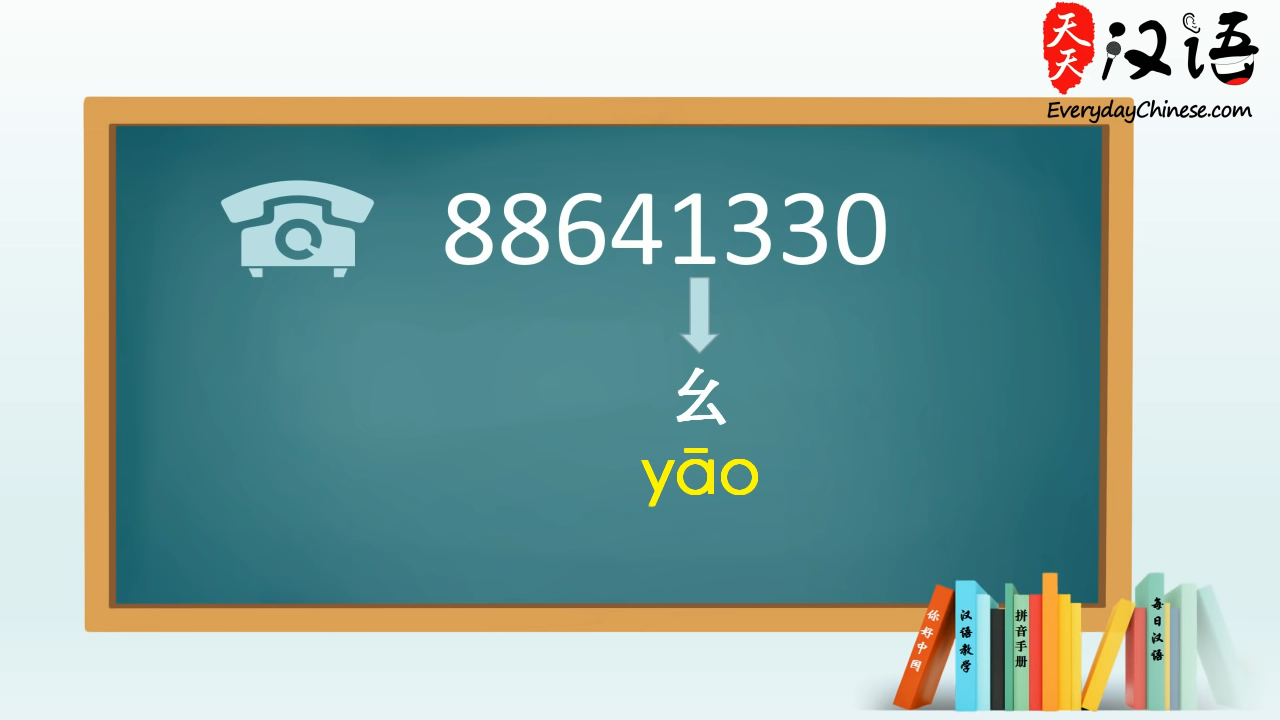 天天汉语
EverydayChinese.com
88641330
幺
yāo
你好中国
汉语教学
拼音手册
每日汉语